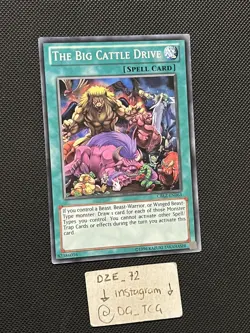 THE BIG CATTLE DRIVE
[SPELL CARD]
If you control a Beast, Beast-Warrior, or Winged Beast
Type monster: Draw 1 card for each of those Monster
Types you control. You cannot activate other Spell/
Trap Cards or effects during the turn you activate this
card.
DZE_72
↓ instagram ↓
@DG_TCG